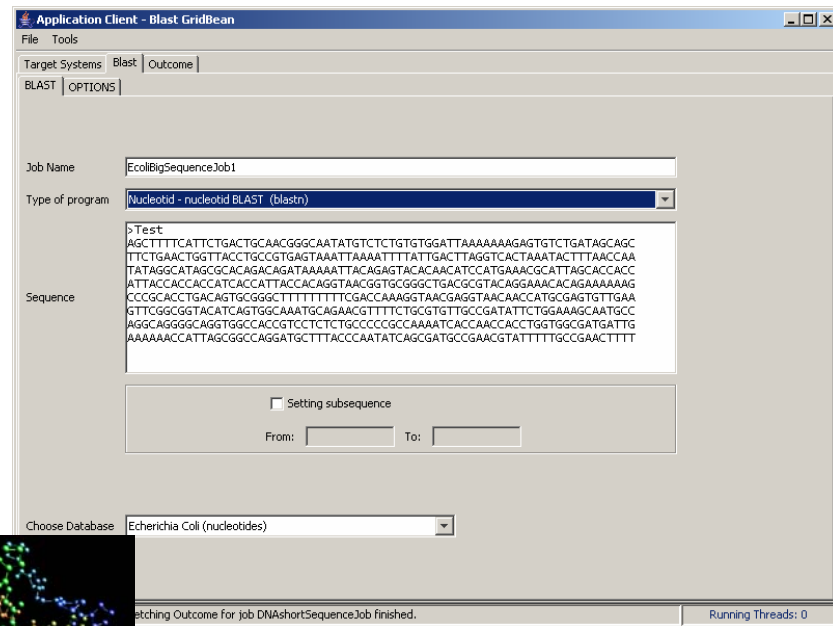 Application Client - Blast GridBean
File Tools
Target Systems Blast Outcome
BLAST OPTIONS
Job Name EcoliBigSequenceJob1
Type of program Nucleotid - nucleotid BLAST (blastn)
Sequence
>Test
AGCTTTTCATTCTGACTGCAACGGGCAATATGTCTCTGTGTGGATTAAAAAAAGAGTGTCTGATAGCAGC
TTCTGAACTGGTTACCTGCCGTGAGTAAATTAAAATTTTATTGACTTAGGTCACTAAATACTTTAACCAA
TATAGGCATAGCGCACAGACAGATAAAAATTACAGAGTACACAACATCCATGAAACGCATTAGCACCACC
ATTACCACCACCATCACCATTACCACAGGTAACGGTGCGGGCTGACGCGTACAGGAAACACAGAAAAAAG
CCCGCACCTGACAGTGCGGGCTTTTTTTTTCGACCAAAGGTAACGAGGTAACAACCATGCGAGTGTTGAA
GTTCGGCGGTACATCAGTGGCAAATGCAGAACGTTTTCTGCGTGTTGCCGATATTCTGGAAAGCAATGCC
AGGCAGGGGCAGGTGGCCACCGTCCTCTCTGCCCCCGCCAAAATCACCAACCACCTGGTGGCGATGATTG
AAAAAACCATTAGCGGCCAGGATGCTTTACCCAATATCAGCGATGCCGAACGTATTTTTGCCGAACTTTT
Setting subsequence
From: To:
Choose Database Echerichia Coli (nucleotides)
etching Outcome for job DNAshortSequenceJob finished. Running Threads: 0